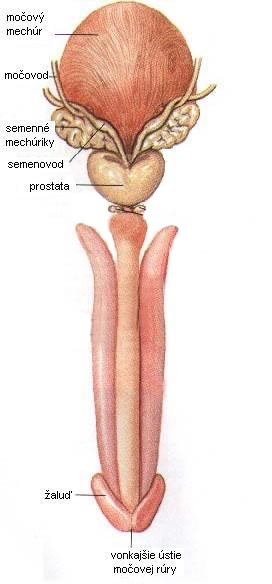 močový
mechúr
močovod
semenné
mechúriky
semenovod
prostata
žaluď
vonkajšie ústie
močovej rúry